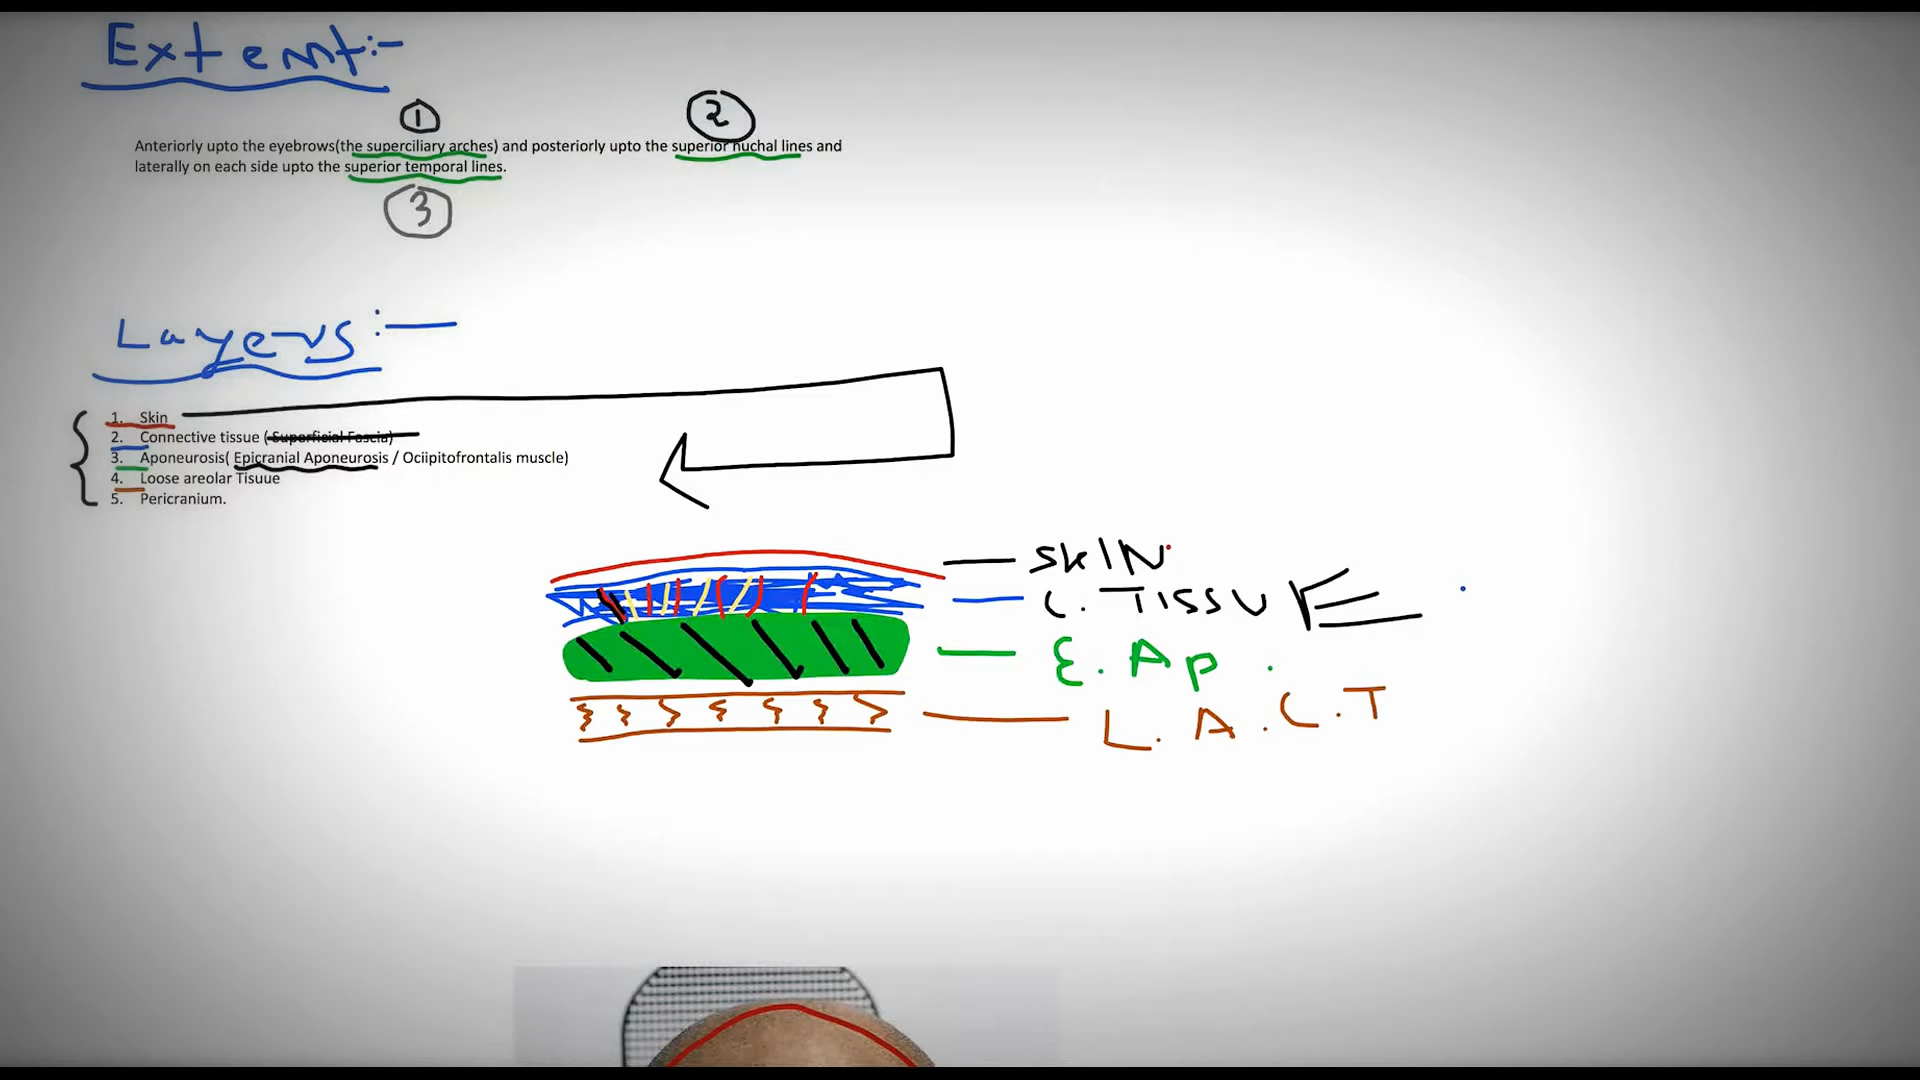 Extent:-
1
2
Anteriorly upto the eyebrows(the superciliary arches) and posteriorly upto the superior nuchal lines and
laterally on each side upto the superior temporal lines.
3
Layers:-
1. Skin
2. Connective tissue ( Superficial Fascia)
3. Aponeurosis( Epicranial Aponeurosis / Ociipitofrontalis muscle)
4. Loose areolar Tisuue
5. Pericranium.
SKIN
C. TISSU
E. Ap.
L. A. C. T